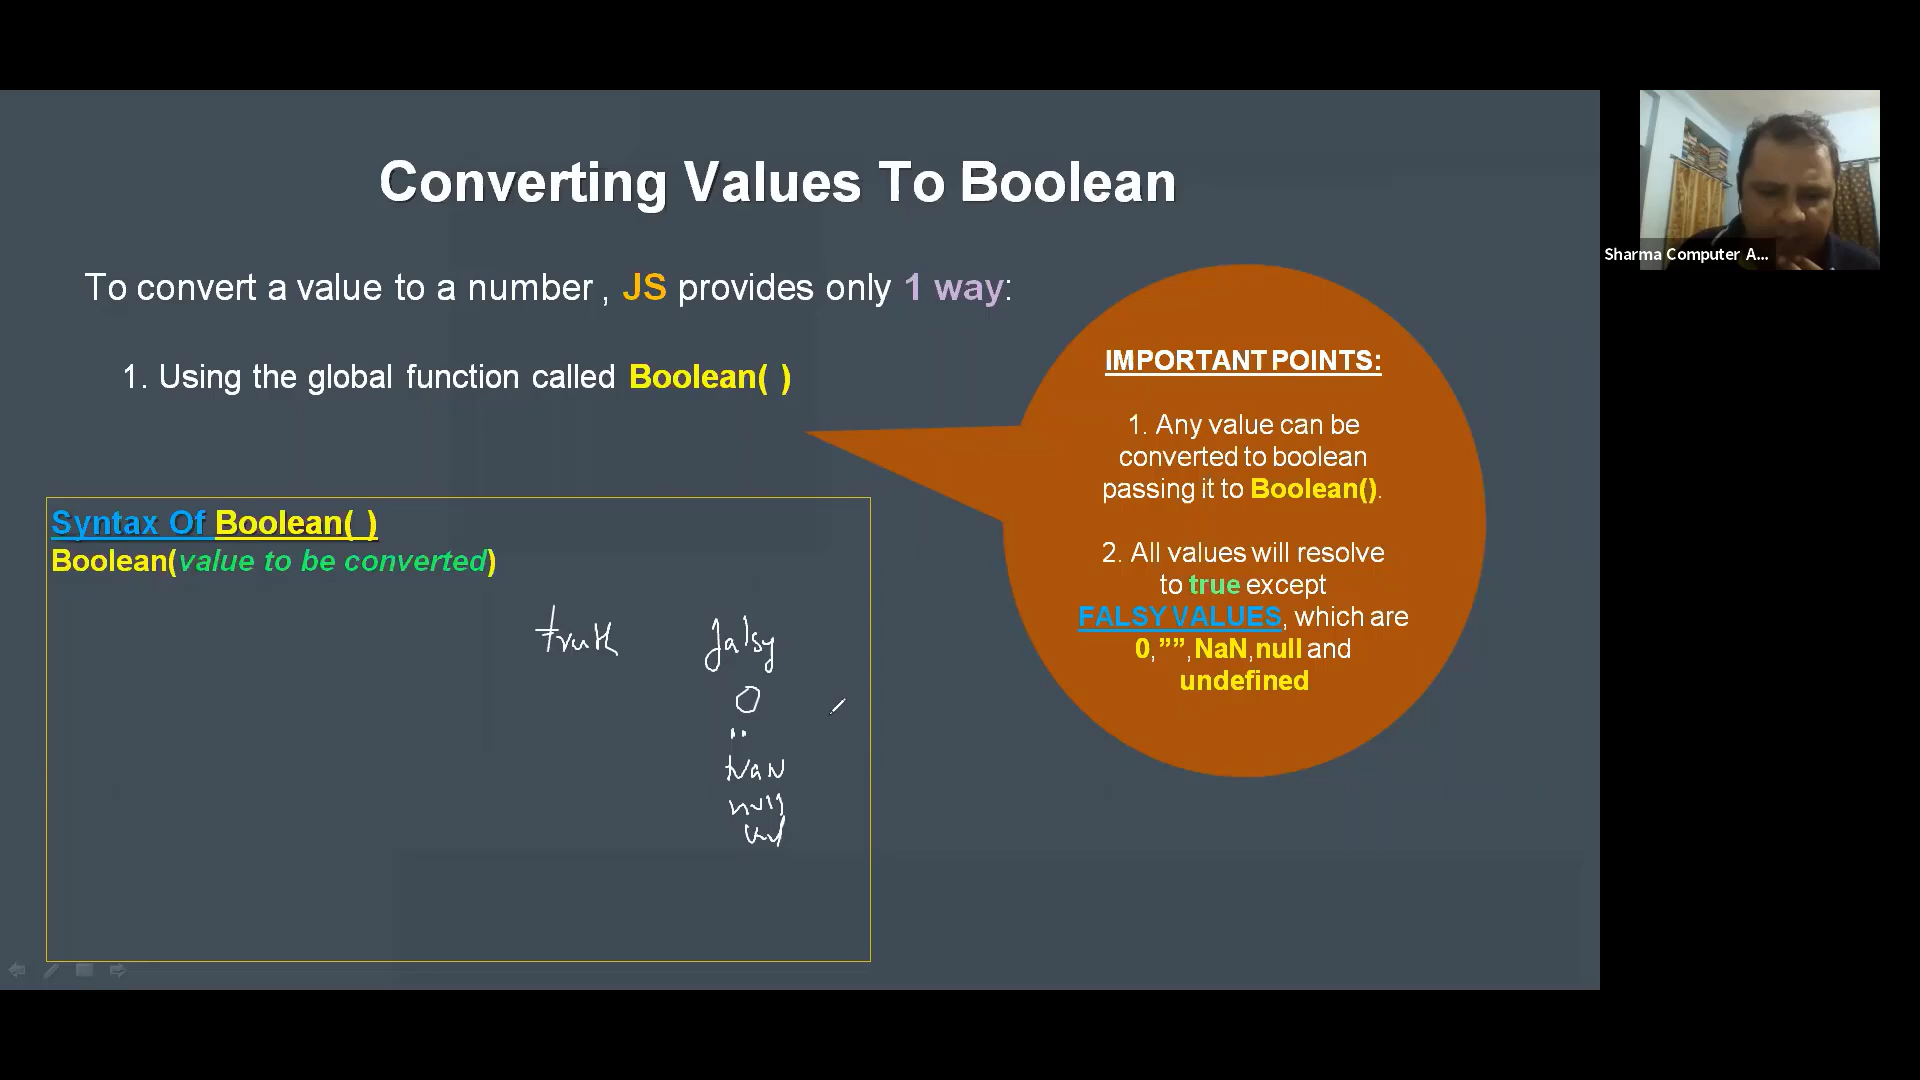 Converting Values To Boolean
To convert a value to a number , JS provides only 1 way:
1. Using the global function called Boolean( )
Syntax Of Boolean( )
Boolean(value to be converted)
truth falsy
0
""
NaN
null
und
IMPORTANT POINTS:
1. Any value can be
converted to boolean
passing it to Boolean().
2. All values will resolve
to true except
FALSY VALUES, which are
0,””,NaN,null and
undefined
Sharma Computer A...